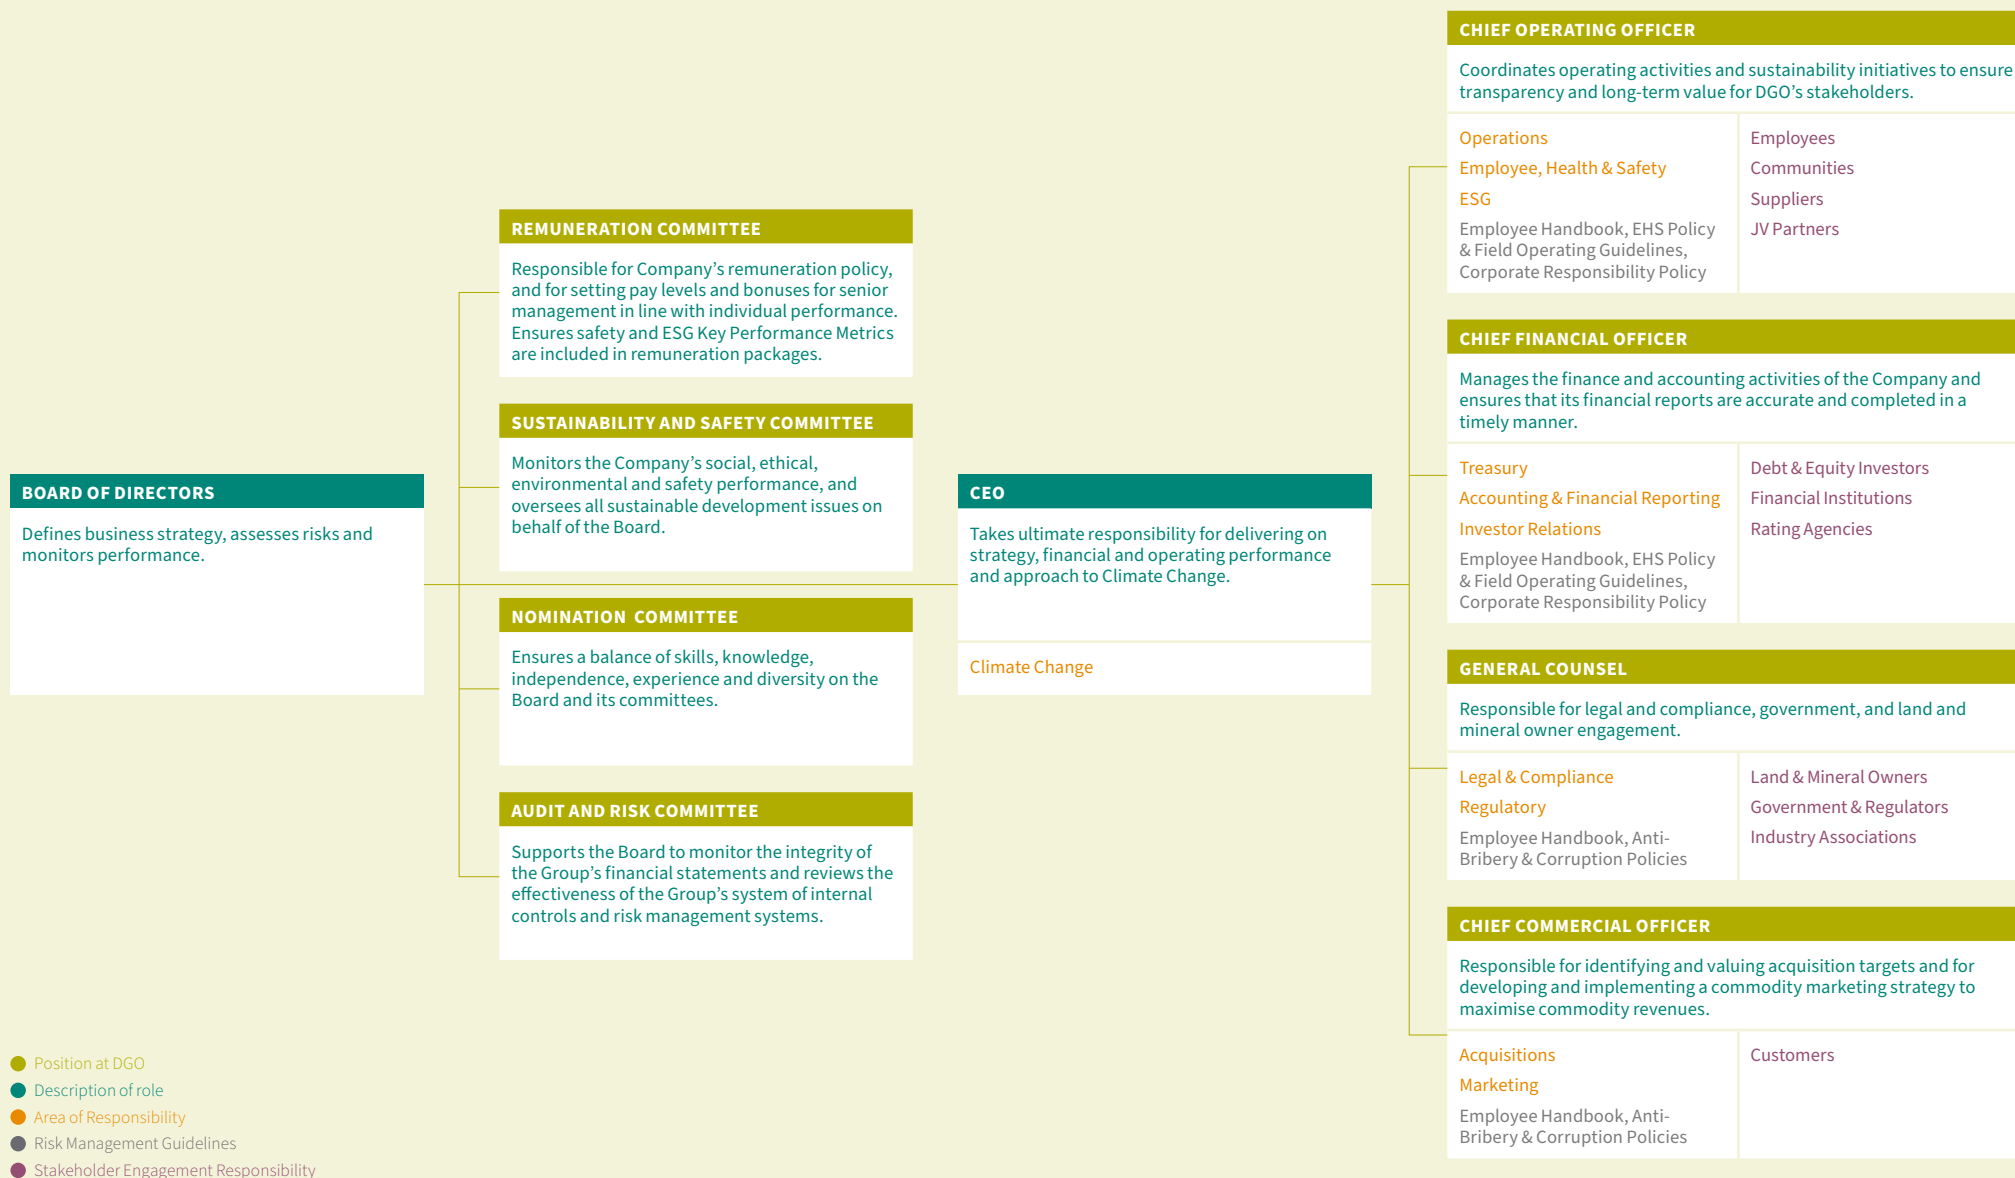 BOARD OF DIRECTORS
Defines business strategy, assesses risks and
monitors performance.
REMUNERATION COMMITTEE
Responsible for Company's remuneration policy,
and for setting pay levels and bonuses for senior
management in line with individual performance.
Ensures safety and ESG Key Performance Metrics
are included in remuneration packages.
SUSTAINABILITY AND SAFETY COMMITTEE
Monitors the Company's social, ethical,
environmental and safety performance, and
oversees all sustainable development issues on
behalf of the Board.
NOMINATION COMMITTEE
Ensures a balance of skills, knowledge,
independence, experience and diversity on the
Board and its committees.
AUDIT AND RISK COMMITTEE
Supports the Board to monitor the integrity of
the Group's financial statements and reviews the
effectiveness of the Group's system of internal
controls and risk management systems.
CEO
Takes ultimate responsibility for delivering on
strategy, financial and operating performance
and approach to Climate Change.
Climate Change
CHIEF OPERATING OFFICER
Coordinates operating activities and sustainability initiatives to ensure
transparency and long-term value for DGO's stakeholders.
Operations
Employee, Health & Safety
ESG
Employee Handbook, EHS Policy
& Field Operating Guidelines,
Corporate Responsibility Policy
Employees
Communities
Suppliers
JV Partners
CHIEF FINANCIAL OFFICER
Manages the finance and accounting activities of the Company and
ensures that its financial reports are accurate and completed in a
timely manner.
Treasury
Accounting & Financial Reporting
Investor Relations
Employee Handbook, EHS Policy
& Field Operating Guidelines,
Corporate Responsibility Policy
Debt & Equity Investors
Financial Institutions
Rating Agencies
GENERAL COUNSEL
Responsible for legal and compliance, government, and land and
mineral owner engagement.
Legal & Compliance
Regulatory
Employee Handbook, Anti-
Bribery & Corruption Policies
Land & Mineral Owners
Government & Regulators
Industry Associations
CHIEF COMMERCIAL OFFICER
Responsible for identifying and valuing acquisition targets and for
developing and implementing a commodity marketing strategy to
maximise commodity revenues.
Acquisitions
Marketing
Employee Handbook, Anti-
Bribery & Corruption Policies
Customers
Position at DGO
Description of role
Area of Responsibility
Risk Management Guidelines
Stakeholder Engagement Responsibility